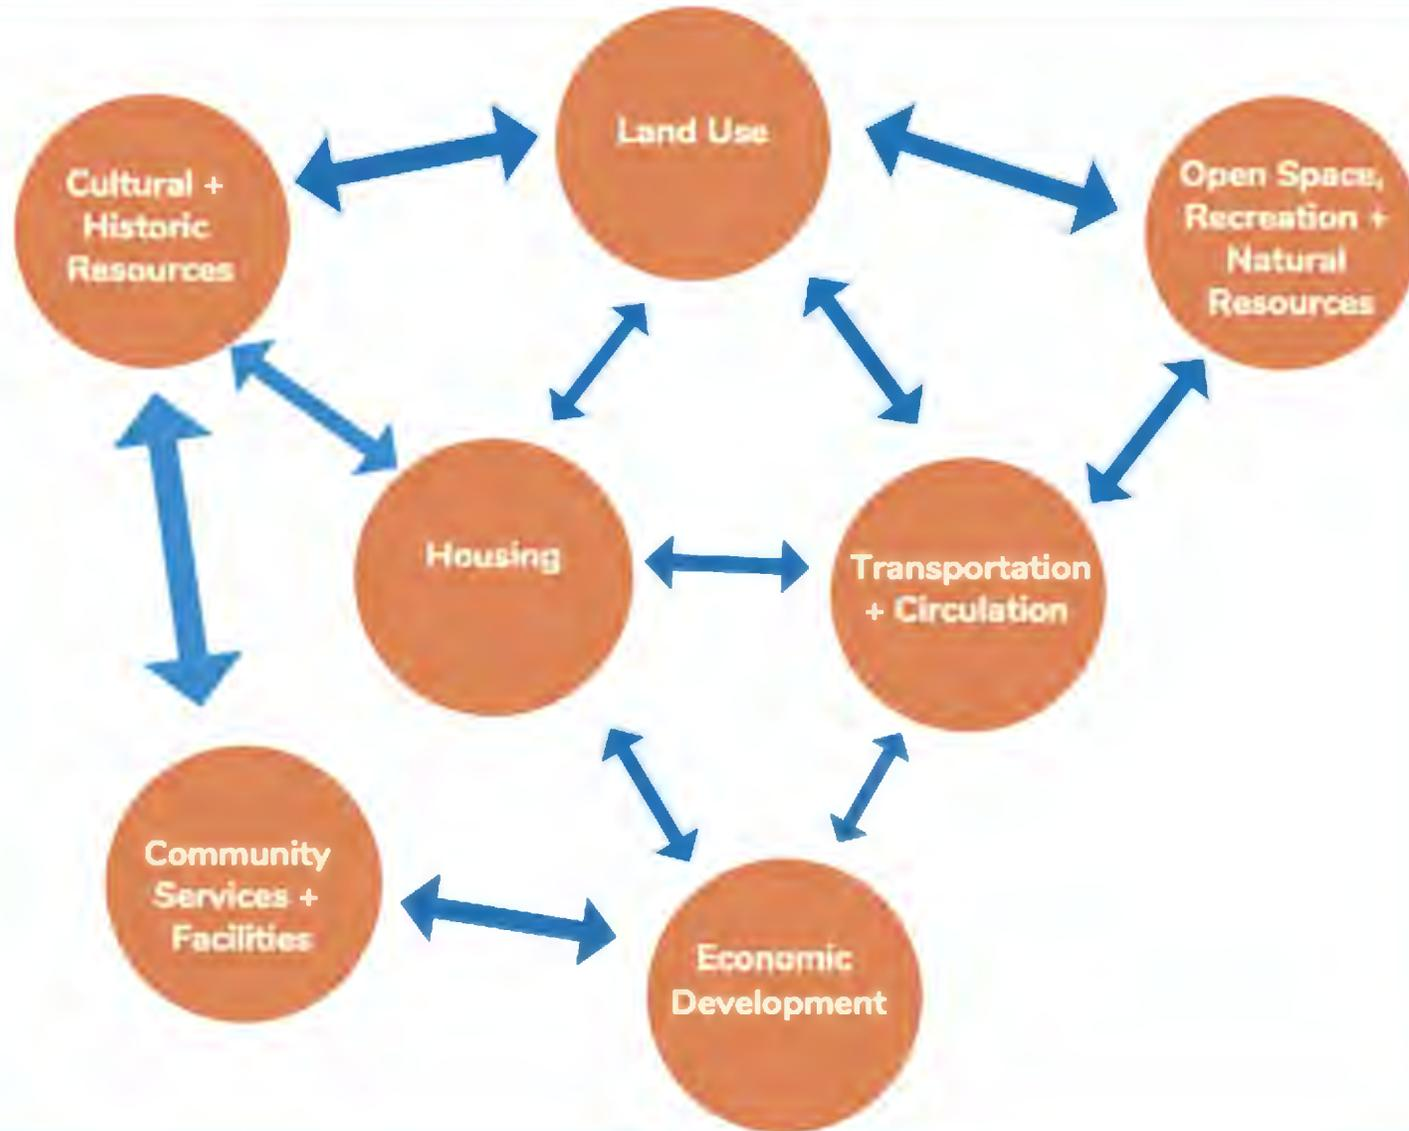 Land Use
Cultural +
Historic
Resources
Open Space,
Recreation +
Natural
Resources
Housing
Transportation
+ Circulation
Community
Services +
Facilities
Economic
Development